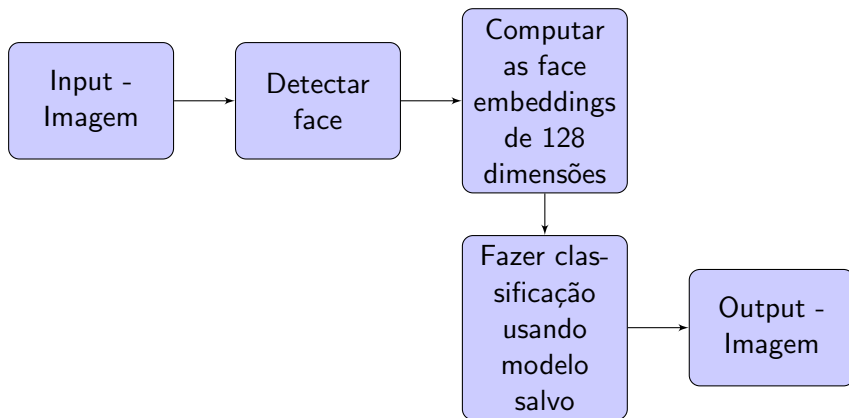 Input -
Imagem
Detectar
face
Computar
as face
embeddings
de 128
dimensões
Fazer clas-
sificação
usando
modelo
salvo
Output -
Imagem